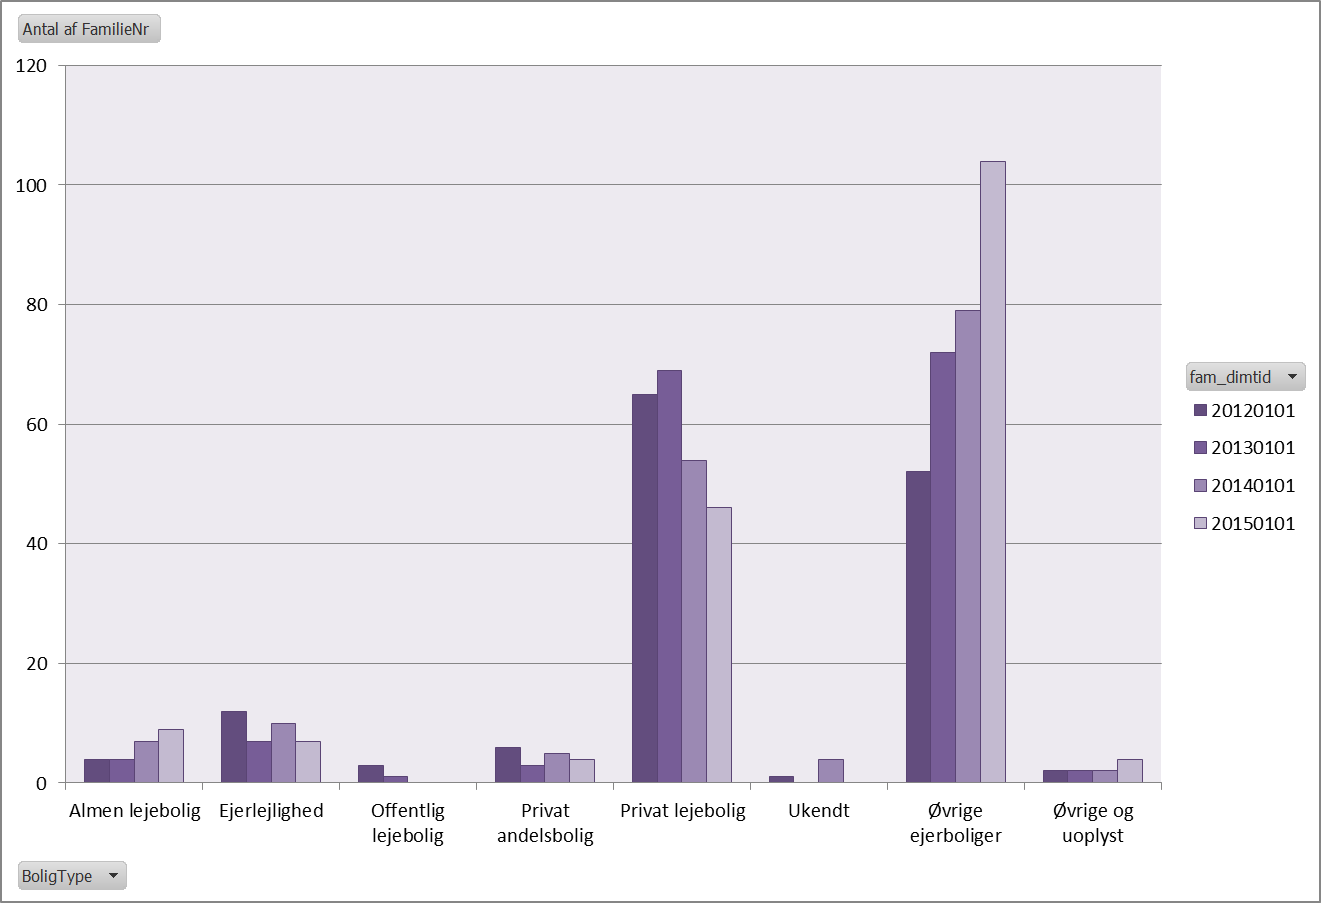 Antal af FamilieNr
120
100
80
60
40
20
0
Almen lejebolig
Ejerlejlighed
Offentlig
lejebolig
Privat
andelsbolig
Privat lejebolig
Ukendt
Øvrige
ejerboliger
Øvrige og
uoplyst
fam_dimtid
20120101
20130101
20140101
20150101
BoligType